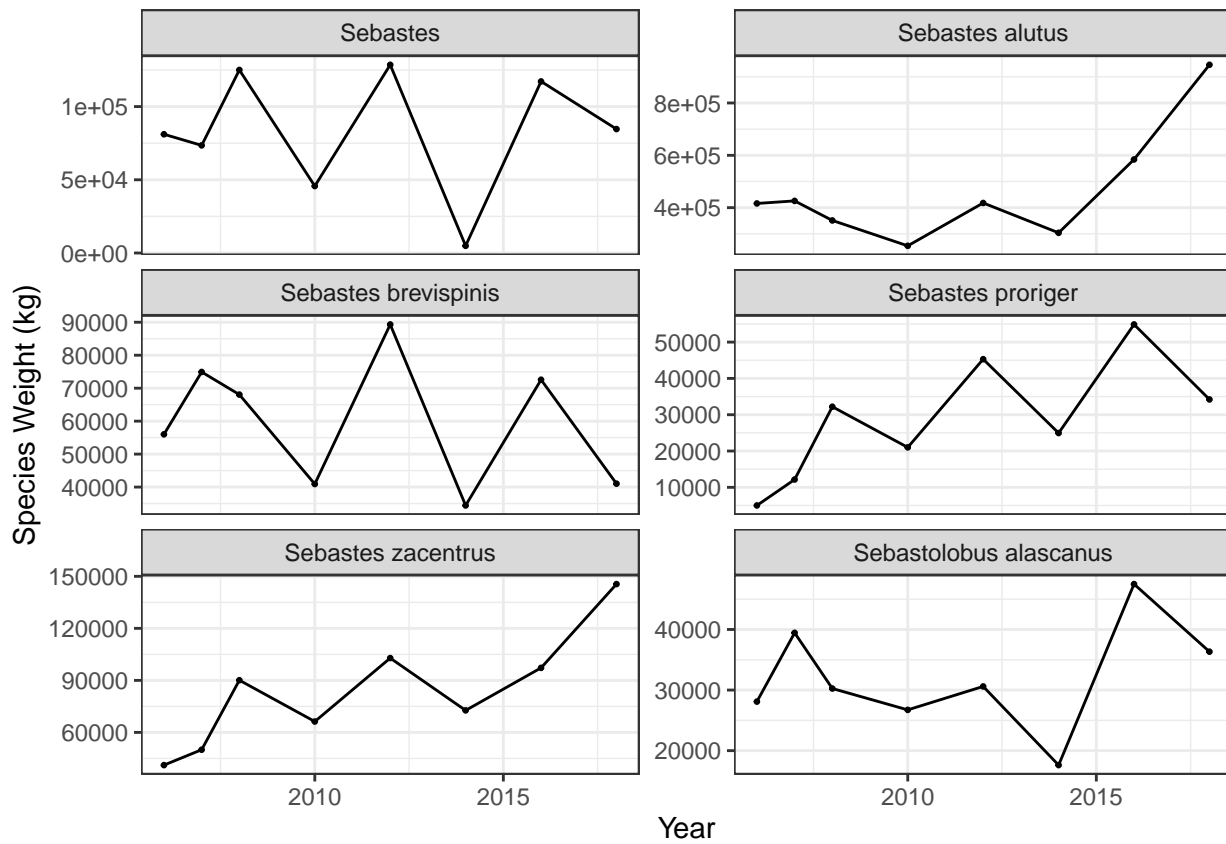 Sebastes
Sebastes alutus
1e+05
5e+04
0e+00
8e+05
6e+05
4e+05
Sebastes brevispinis
Sebastes proriger
90000
80000
70000
60000
50000
40000
50000
40000
30000
20000
10000
Sebastes zacentrus
Sebastolobus alascanus
150000
120000
90000
60000
40000
30000
20000
2010
2015
2010
2015
Year
Species Weight (kg)